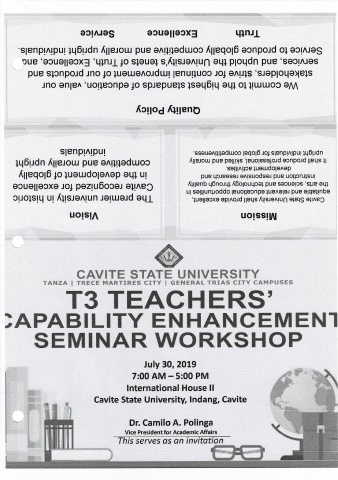 Truth Excellence Service
Quality Policy
We commit to the highest standards of education, value our
stakeholders, strive for continual improvement of our products and
services, and uphold the University's tenets of Truth, Excellence, and
Service to produce globally competitive and morally upright individuals.
Vision
The premier university in historic
Cavite recognized for excellence
in the development of globally
competitive and morally upright
individuals
Mission
Cavite State University shall provide excellent,
equitable and relevant educational opportunities in
the arts, sciences and technology through quality
instruction and responsive research and
development activities.
It shall produce professional, skilled and morally
upright individuals for global competitiveness.
CAVITE STATE UNIVERSITY
TANZA | TRECE MARTIRES CITY | GENERAL TRIAS CITY CAMPUSES
T3 TEACHERS'
CAPABILITY ENHANCEMENT
SEMINAR WORKSHOP
July 30, 2019
7:00 AM – 5:00 PM
International House II
Cavite State University, Indang, Cavite
Dr. Camilo A. Polinga
Vice President for Academic Affairs
This serves as an invitation